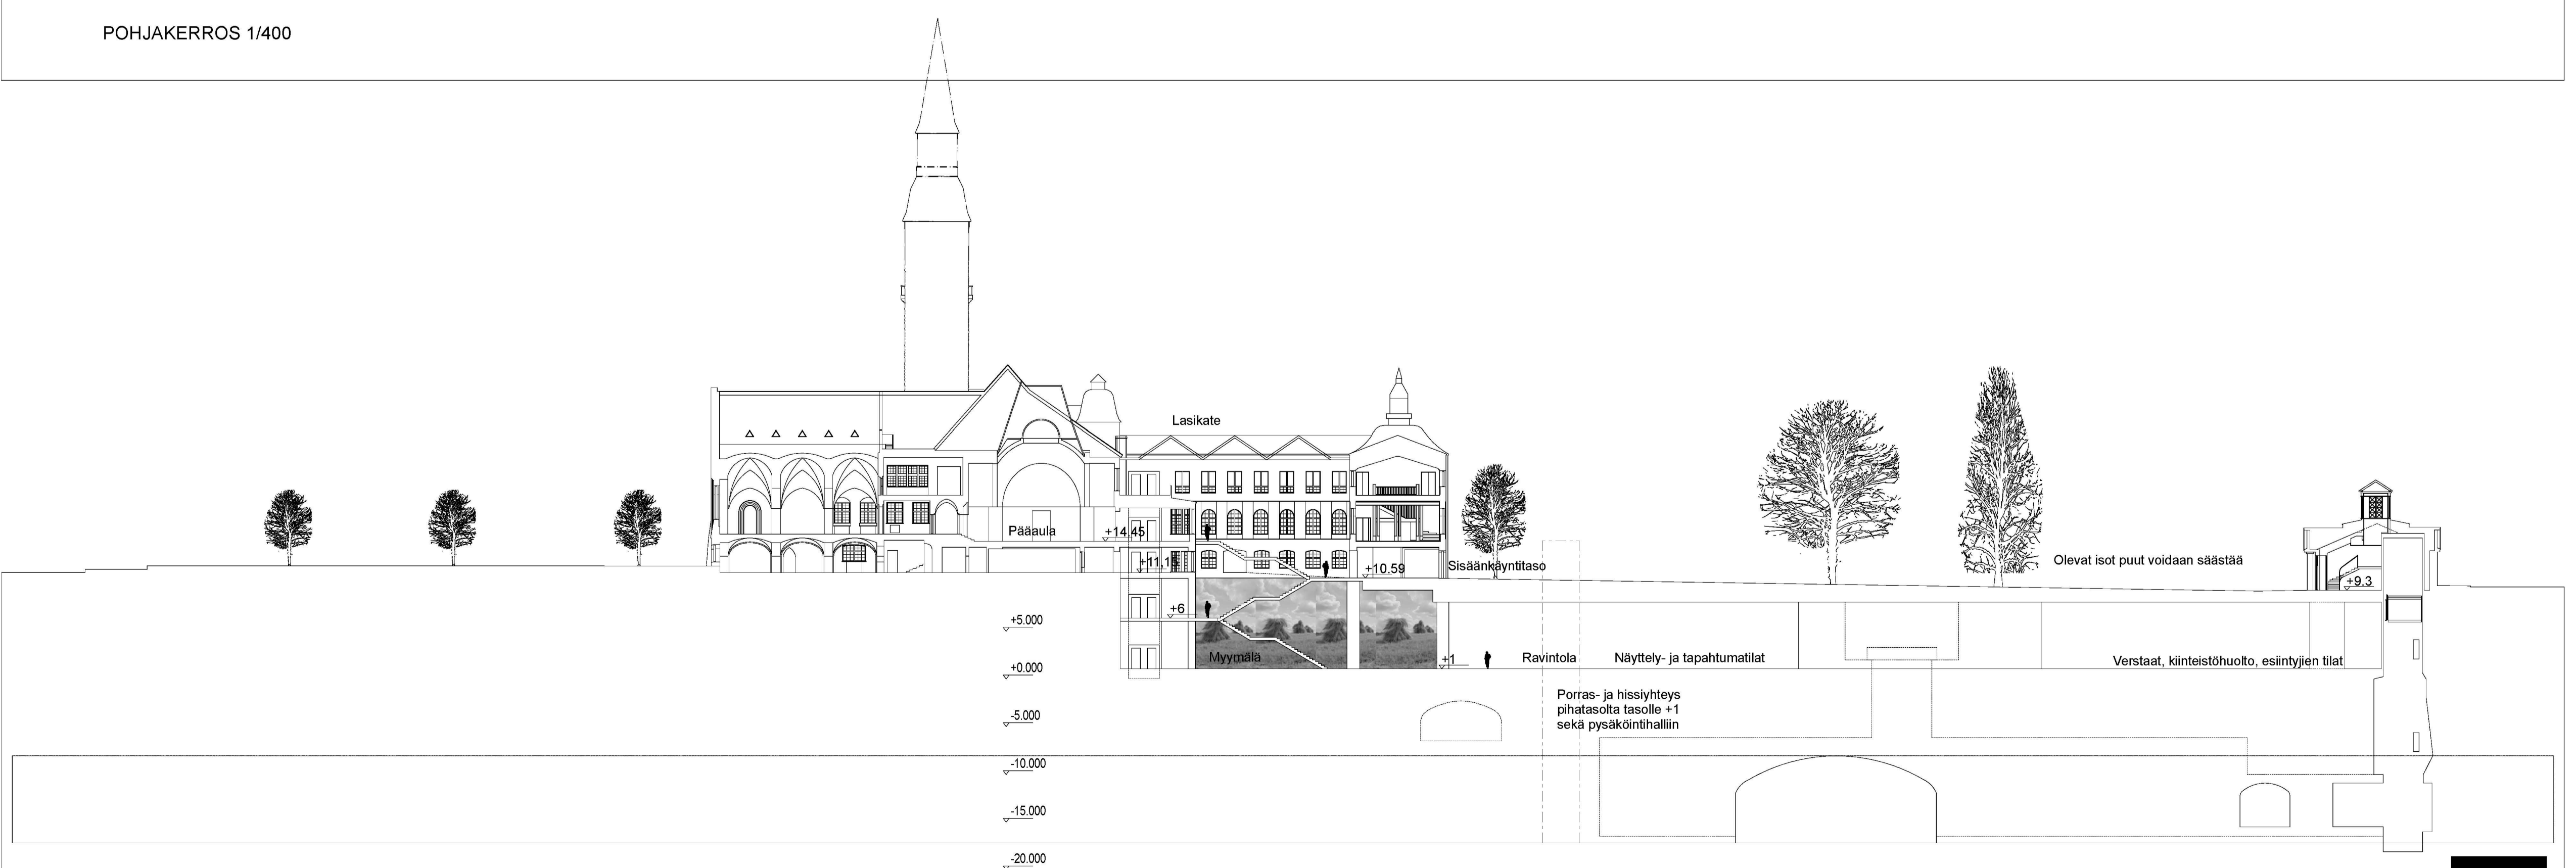 POHJAKERROS 1/400
Lasikate
Pääaula
+14.45
+11.15
+10.59
Sisäänkäyntitaso
Olevat isot puut voidaan säästää
+9.3
+6
+5.000
Myymälä
+1
Ravintola
Näyttely- ja tapahtumatilat
Verstaat, kiinteistöhuolto, esiintyjien tilat
+0.000
Porras- ja hissiyhteys
pihatasolta tasolle +1
sekä pysäköintihalliin
-5.000
-10.000
-15.000
-20.000